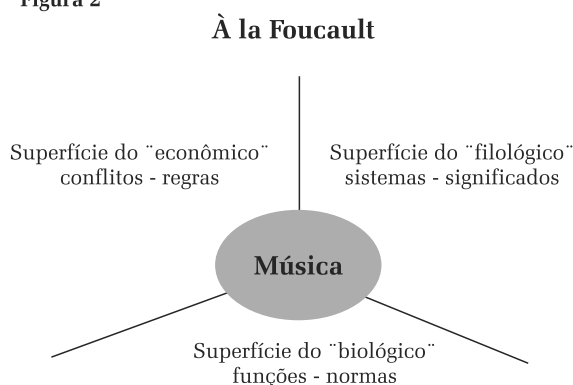 Figura 2
À la Foucault
Superfície do ¨econômico¨
conflitos - regras
Superfície do ¨filológico¨
sistemas - significados
Música
Superfície do ¨biológico¨
funções - normas